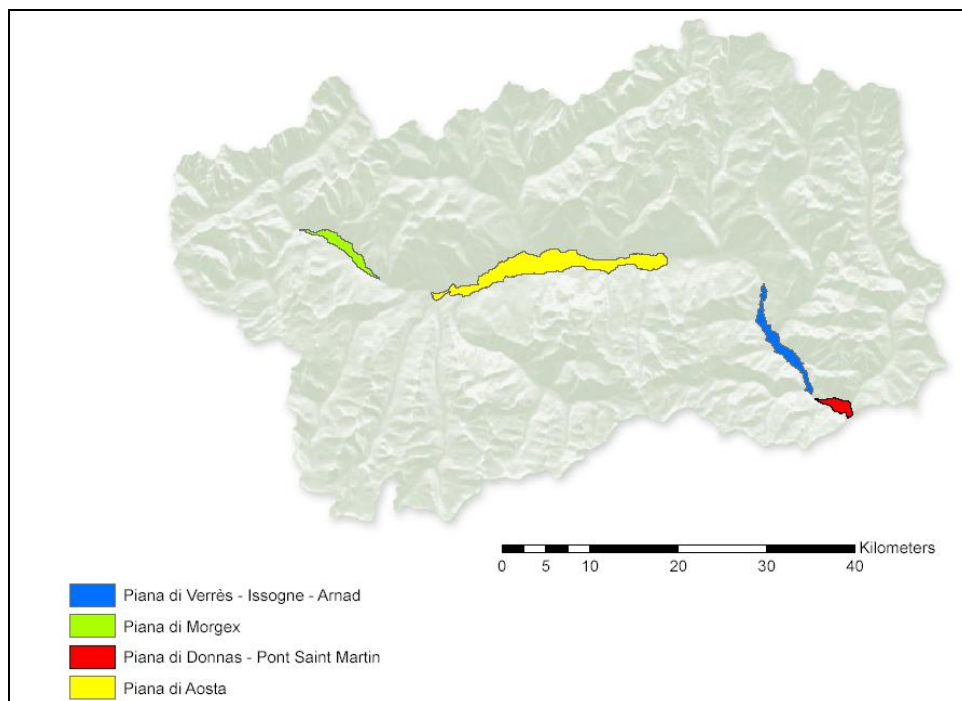 Kilometers
0 5 10 20 30 40
Piana di Verrès - Issogne - Arnad
Piana di Morgex
Piana di Donnas - Pont Saint Martin
Piana di Aosta